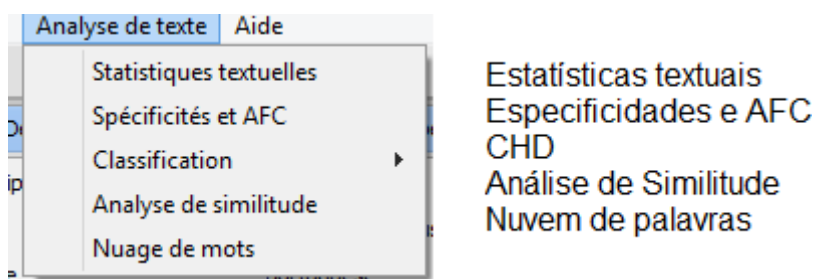 Analyse de texte Aide
Statistiques textuelles
Spécificités et AFC
Classification
Analyse de similitude
Nuage de mots
Estatísticas textuais
Especificidades e AFC
CHD
Análise de Similitude
Nuvem de palavras